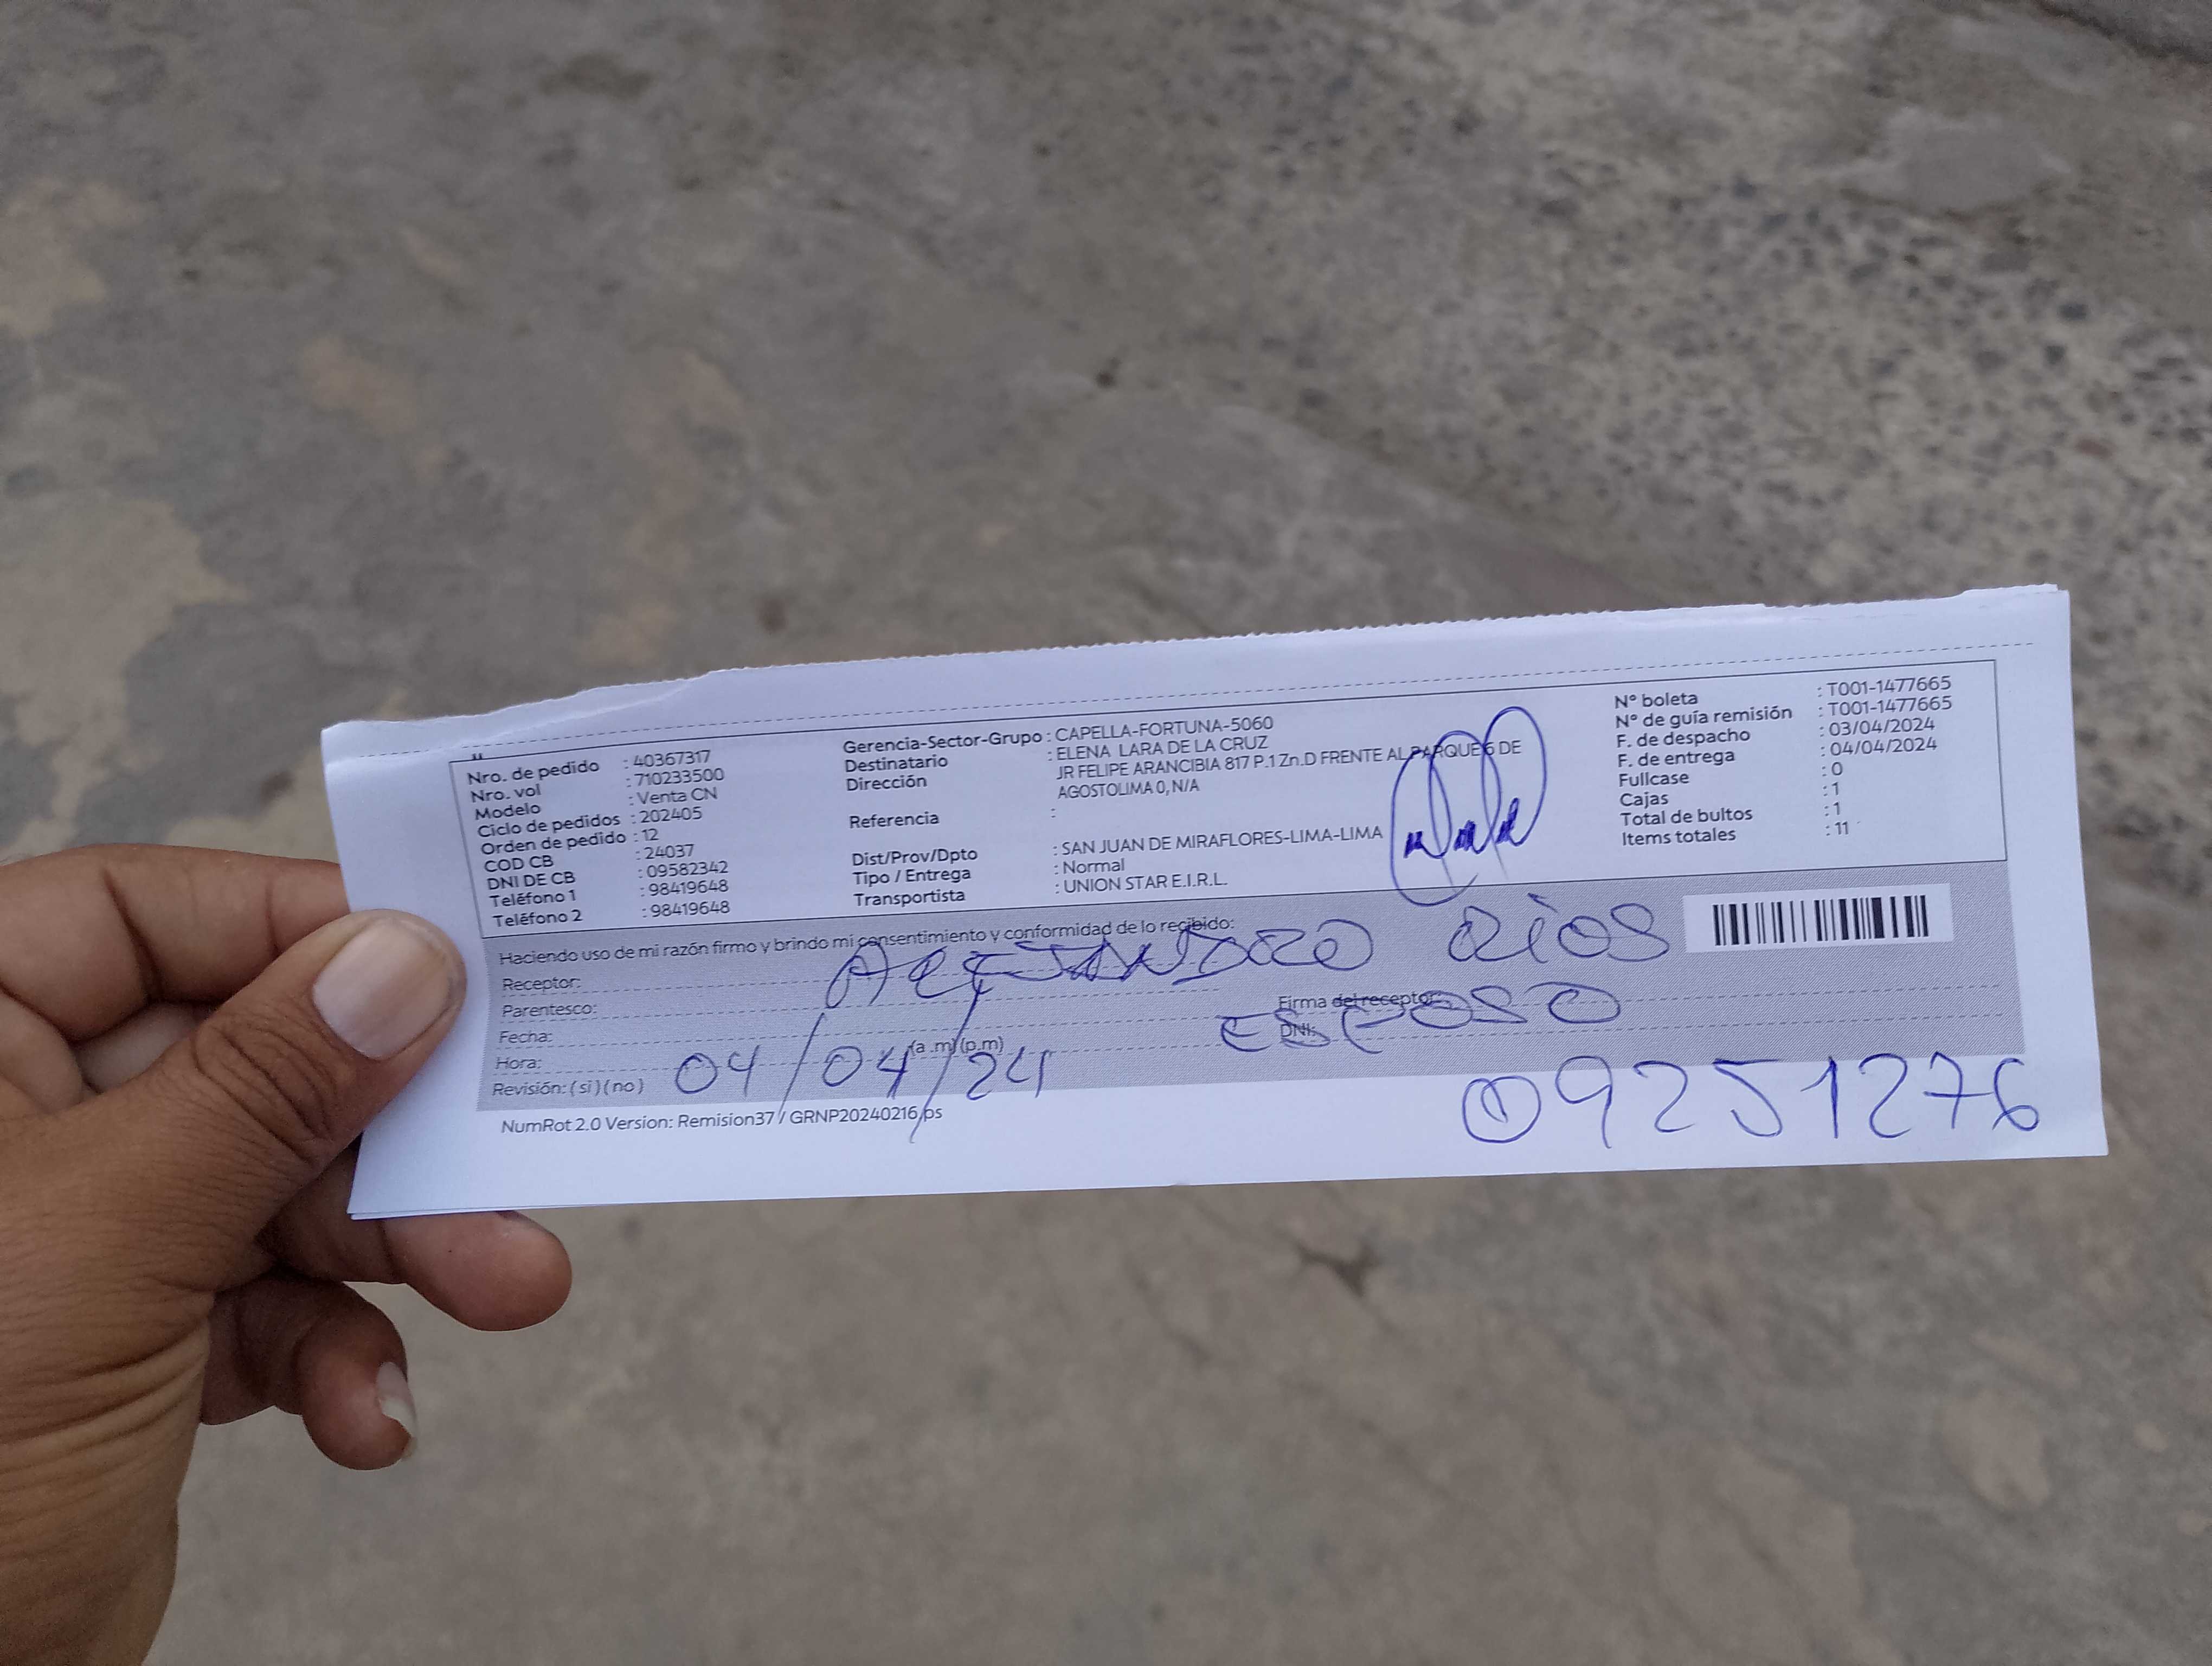 Nro. de pedido : 40367317
Nro. vol : 710233500
Modelo : Venta CN
Ciclo de pedidos : 202405
Orden de pedido : 12
COD CB : 24037
DNI DE CB : 09582342
Teléfono 1 : 98419648
Teléfono 2 : 98419648
Gerencia-Sector-Grupo : CAPELLA-FORTUNA-5060
Destinatario : ELENA LARA DE LA CRUZ
Dirección JR FELIPE ARANCIBIA 817 P.1 Zn.D FRENTE AL PARQUE 6 DE
AGOSTOLIMA 0, N/A
Referencia :
Dist/Prov/Dpto : SAN JUAN DE MIRAFLORES-LIMA-LIMA
Tipo / Entrega : Normal
Transportista : UNION STAR E.I.R.L.
N° boleta : T001-1477665
N° de guía remisión : T001-1477665
F. de despacho : 03/04/2024
F. de entrega : 04/04/2024
Fullcase : 0
Cajas : 1
Total de bultos : 1
Items totales : 11
Haciendo uso de mi razón firmo y brindo mi consentimiento y conformidad de lo recibido:
Receptor: ALEJANDRO RiOS
Parentesco: Firma del receptor:
ESPOSO
Fecha: DNI:
Hora: (a.m) (p.m)
Revisión: (si) (no) 04/04/24
09251276
NumRot 2.0 Version: Remision37 / GRNP20240216.ps